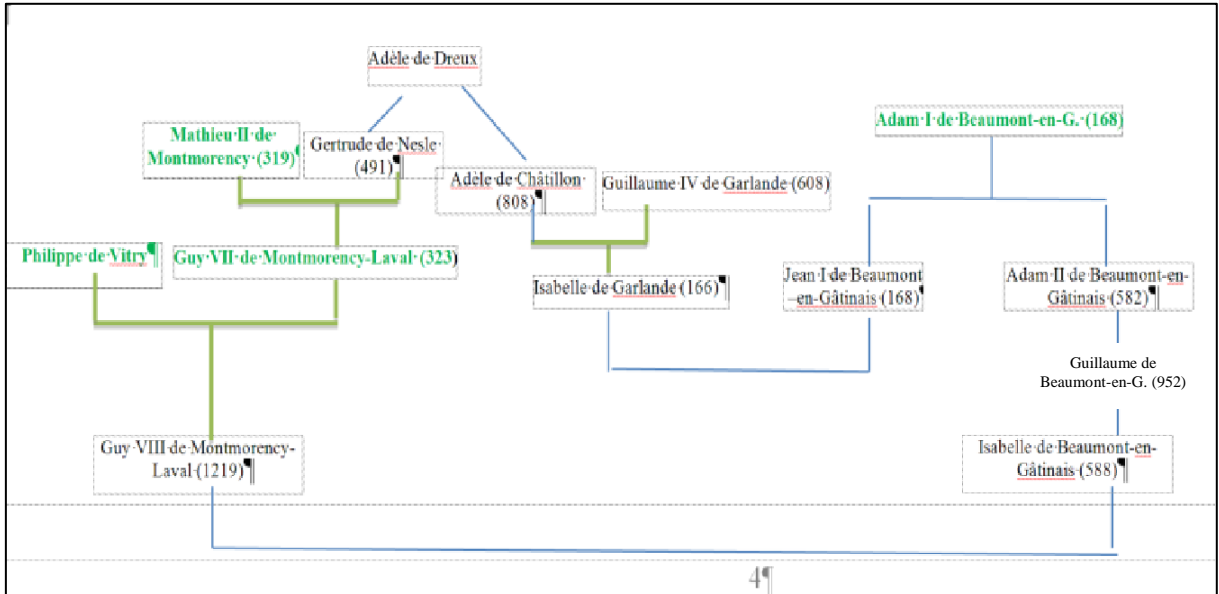 Adèle de Dreux
Mathieu II de
Montmorency (319)¶
Gertrude de Nesle
(491)¶
Adèle de Châtillon
(808)¶
Guillaume IV de Garlande (608)
Adam I de Beaumont-en-G. (168)
Philippe de Vitry¶
Guy VII de Montmorency-Laval (323)
Isabelle de Garlande (166)¶
Jean I de Beaumont
–en-Gâtinais (168)¶
Adam II de Beaumont-en-
Gâtinais (582)¶
Guillaume de
Beaumont-en-G. (952)
Guy VIII de Montmorency-
Laval (1219)¶
Isabelle de Beaumont-en-
Gâtinais (588)¶
4¶